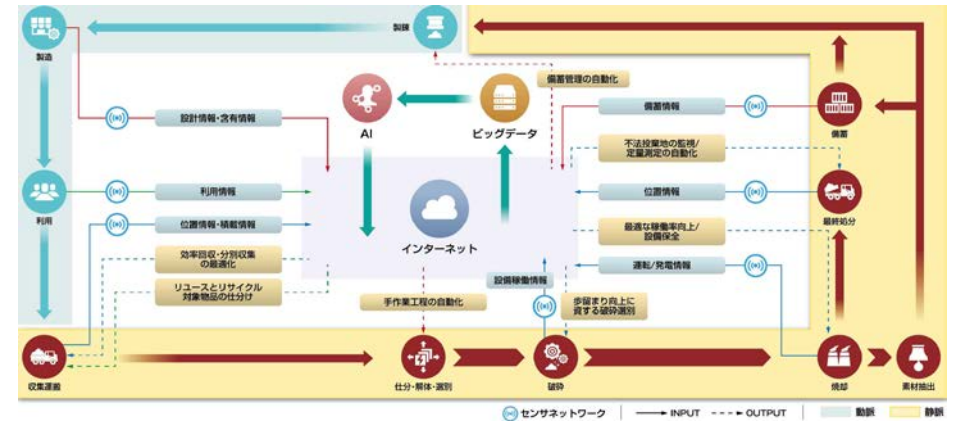 製錬
製造
備蓄管理の自動化
AI
ビッグデータ
備蓄情報
備蓄
設計情報・含有情報
不法投棄地の監視/
定量測定の自動化
利用情報
位置情報
利用
最終処分
位置情報・積載情報
インターネット
最適な稼働率向上/
設備保全
効率回収・分別収集
の最適化
設備稼働情報
運転/発電情報
リユースとリサイクル
対象物品の仕分け
手作業工程の自動化
歩留まり向上に
資する破砕選別
収集運搬
仕分・解体・選別
破砕
焼却
素材抽出
センサネットワーク
INPUT
OUTPUT
動脈
静脈